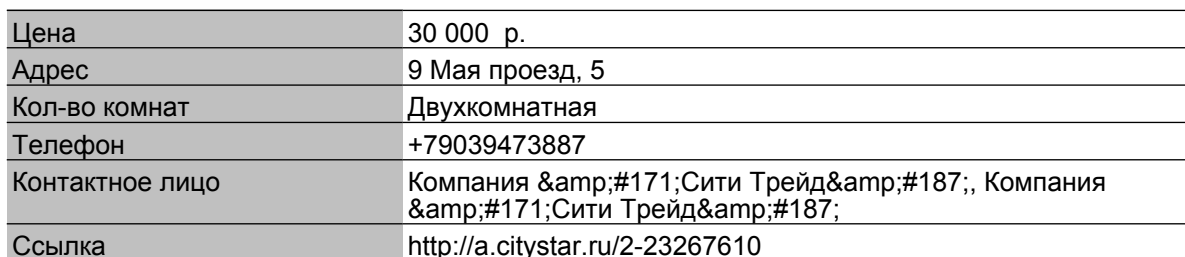 Цена 30 000 р.
Адрес 9 Мая проезд, 5
Кол-во комнат Двухкомнатная
Телефон +79039473887
Контактное лицо Компания &amp;#171;Сити Трейд&amp;#187;, Компания
&amp;#171;Сити Трейд&amp;#187;
Ссылка http://a.citystar.ru/2-23267610